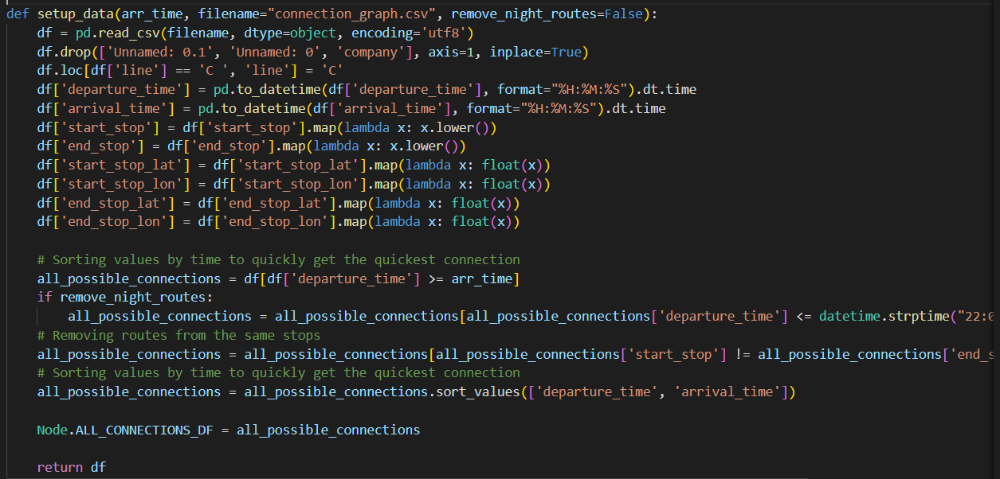 def setup_data(arr_time, filename="connection_graph.csv", remove_night_routes=False):
    df = pd.read_csv(filename, dtype=object, encoding='utf8')
    df.drop(['Unnamed: 0.1', 'Unnamed: 0', 'company'], axis=1, inplace=True)
    df.loc[df['line'] == 'C ', 'line'] = 'C'
    df['departure_time'] = pd.to_datetime(df['departure_time'], format="%H:%M:%S").dt.time
    df['arrival_time'] = pd.to_datetime(df['arrival_time'], format="%H:%M:%S").dt.time
    df['start_stop'] = df['start_stop'].map(lambda x: x.lower())
    df['end_stop'] = df['end_stop'].map(lambda x: x.lower())
    df['start_stop_lat'] = df['start_stop_lat'].map(lambda x: float(x))
    df['start_stop_lon'] = df['start_stop_lon'].map(lambda x: float(x))
    df['end_stop_lat'] = df['end_stop_lat'].map(lambda x: float(x))
    df['end_stop_lon'] = df['end_stop_lon'].map(lambda x: float(x))

    # Sorting values by time to quickly get the quickest connection
    all_possible_connections = df[df['departure_time'] >= arr_time]
    if remove_night_routes:
        all_possible_connections = all_possible_connections[all_possible_connections['departure_time'] <= datetime.strptime("22:
    # Removing routes from the same stops
    all_possible_connections = all_possible_connections[all_possible_connections['start_stop'] != all_possible_connections['end_s
    # Sorting values by time to quickly get the quickest connection
    all_possible_connections = all_possible_connections.sort_values(['departure_time', 'arrival_time'])

    Node.ALL_CONNECTIONS_DF = all_possible_connections

    return df